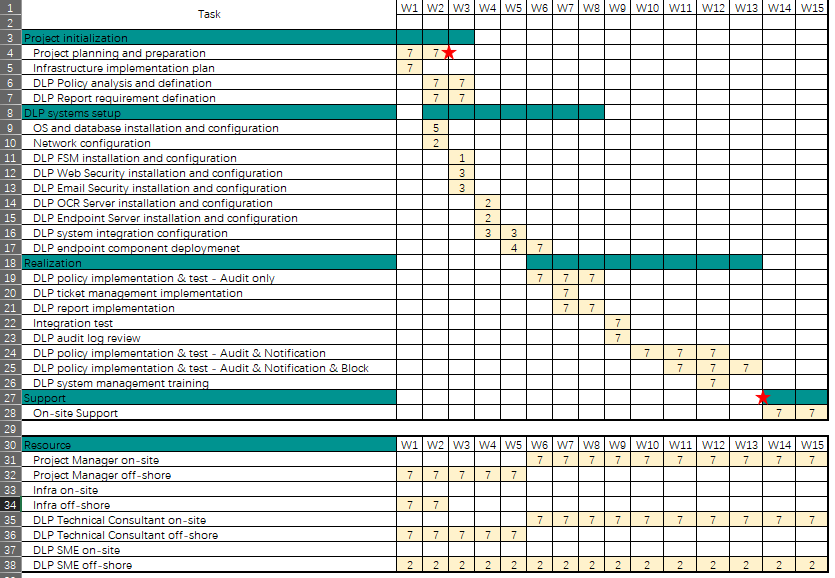 1 Task W1 W2 W3 W4 W5 W6 W7 W8 W9 W10 W11 W12 W13 W14 W15
2
3 Project initialization
4 Project planning and preparation 7 7
5 Infrastructure implementation plan 7
6 DLP Policy analysis and defination 7 7
7 DLP Report requirement defination 7 7
8 DLP systems setup
9 OS and database installation and configuration 5
10 Network configuration 2
11 DLP FSM installation and configuration 1
12 DLP Web Security installation and configuration 3
13 DLP Email Security installation and configuration 3
14 DLP OCR Server installation and configuration 2
15 DLP Endpoint Server installation and configuration 2
16 DLP system integration configuration 3 3
17 DLP endpoint component deploymenet 4 7
18 Realization
19 DLP policy implementation & test - Audit only 7 7 7
20 DLP ticket management implementation 7
21 DLP report implementation 7 7
22 Integration test 7
23 DLP audit log review 7
24 DLP policy implementation & test - Audit & Notification 7 7 7
25 DLP policy implementation & test - Audit & Notification & Block 7 7 7
26 DLP system management training 7
27 Support
28 On-site Support 7 7
29
30 Resource W1 W2 W3 W4 W5 W6 W7 W8 W9 W10 W11 W12 W13 W14 W15
31 Project Manager on-site 7 7 7 7 7 7 7 7 7 7
32 Project Manager off-shore 7 7 7 7 7
33 Infra on-site
34 Infra off-shore 7 7
35 DLP Technical Consultant on-site 7 7 7 7 7 7 7 7 7 7
36 DLP Technical Consultant off-shore 7 7 7 7 7
37 DLP SME on-site
38 DLP SME off-shore 2 2 2 2 2 2 2 2 2 2 2 2 2 2 2